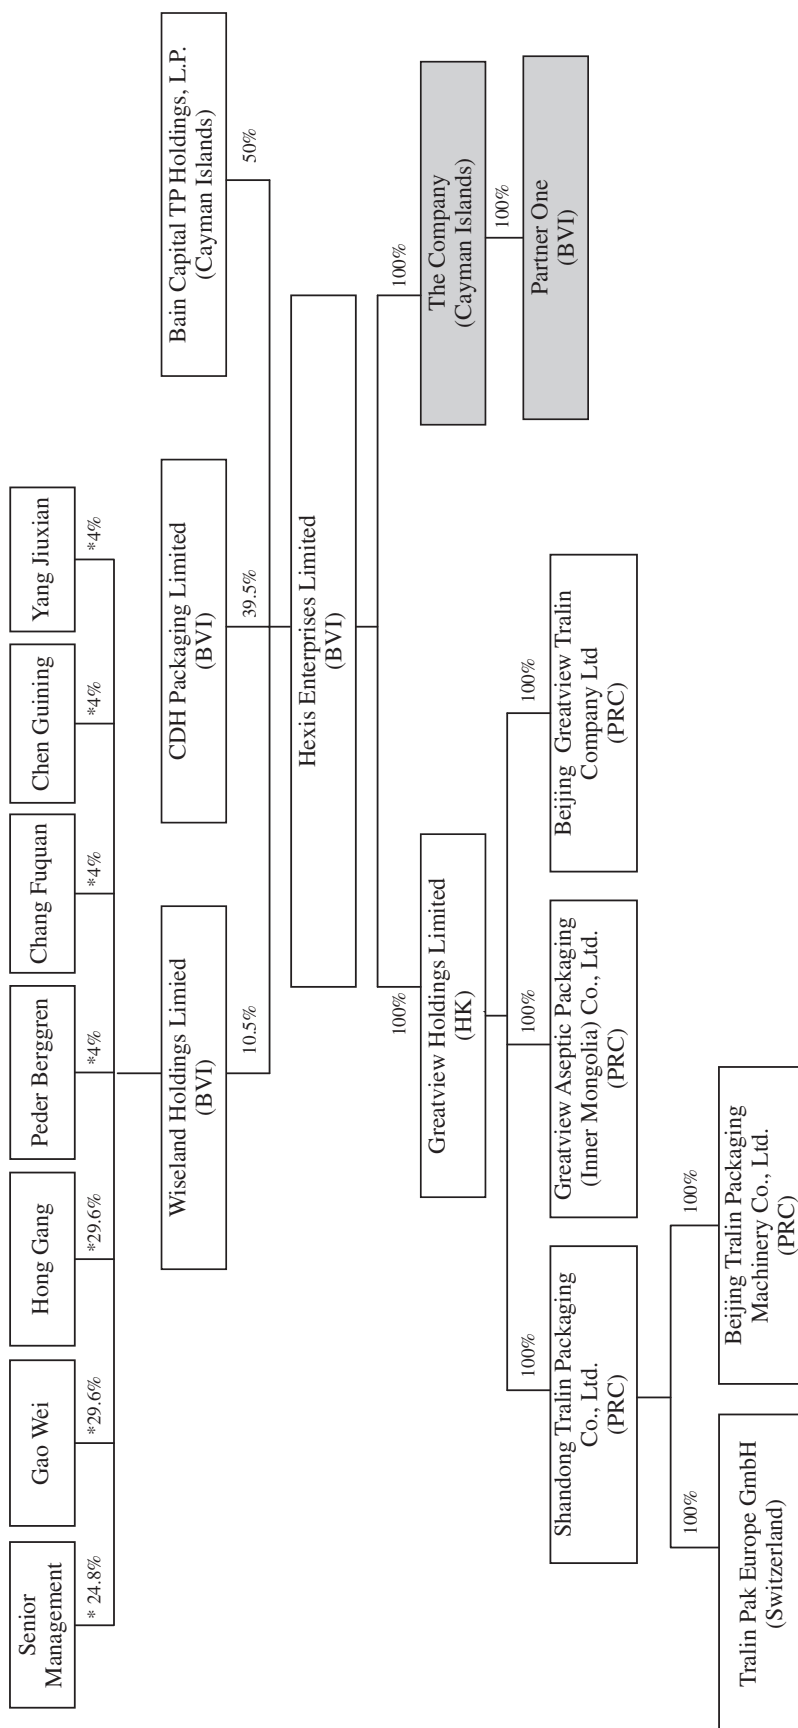 Senior
Management
Gao Wei
Hong Gang
Peder Berggren
Chang Fuquan
Chen Guining
Yang Jiuxian
* 24.8%
*29.6%
*29.6%
*4%
*4%
*4%
*4%
Wiseland Holdings Limied
(BVI)
CDH Packaging Limited
(BVI)
Bain Capital TP Holdings, L.P.
(Cayman Islands)
10.5%
39.5%
50%
Hexis Enterprises Limited
(BVI)
100%
100%
Greatview Holdings Limited
(HK)
The Company
(Cayman Islands)
100%
Partner One
(BVI)
100%
100%
100%
Shandong Tralin Packaging
Co., Ltd.
(PRC)
Greatview Aseptic Packaging
(Inner Mongolia) Co., Ltd.
(PRC)
Beijing Greatview Tralin
Company Ltd
(PRC)
100%
100%
Tralin Pak Europe GmbH
(Switzerland)
Beijing Tralin Packaging
Machinery Co., Ltd.
(PRC)